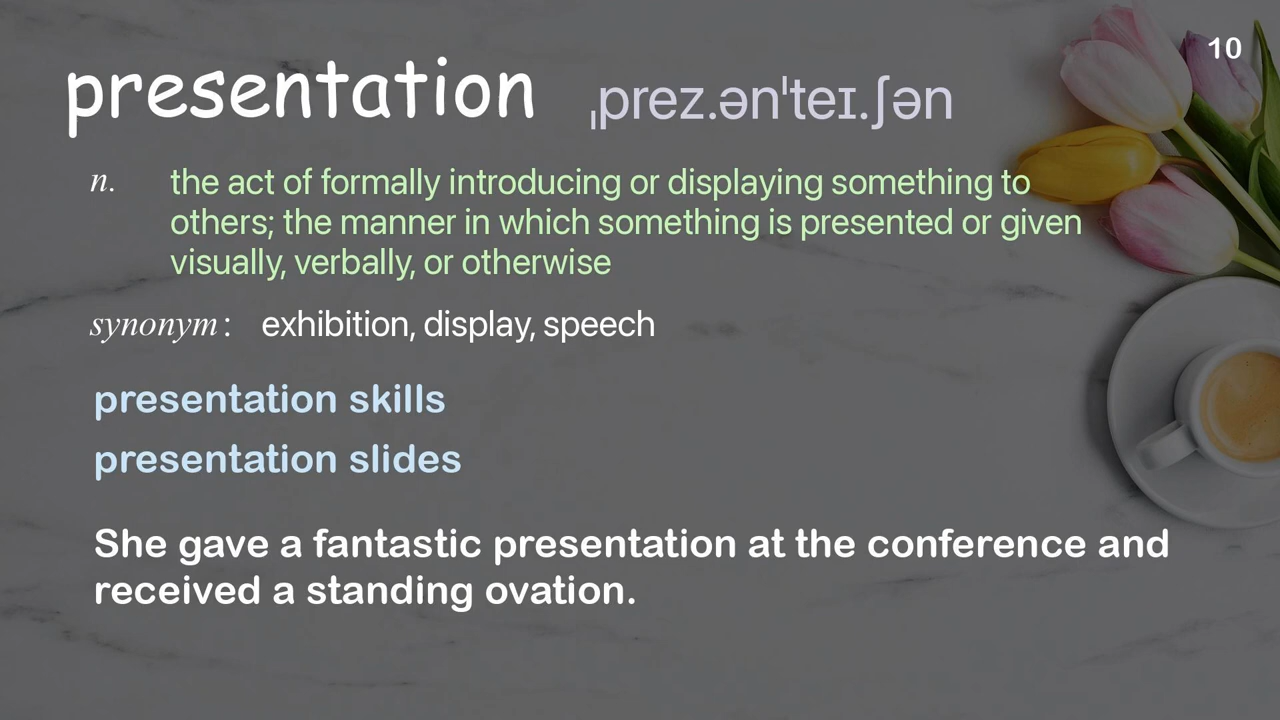 10
presentation ˌprez.ənˈteɪ.ʃən
n. the act of formally introducing or displaying something to
others; the manner in which something is presented or given
visually, verbally, or otherwise
synonym: exhibition, display, speech
presentation skills
presentation slides
She gave a fantastic presentation at the conference and
received a standing ovation.